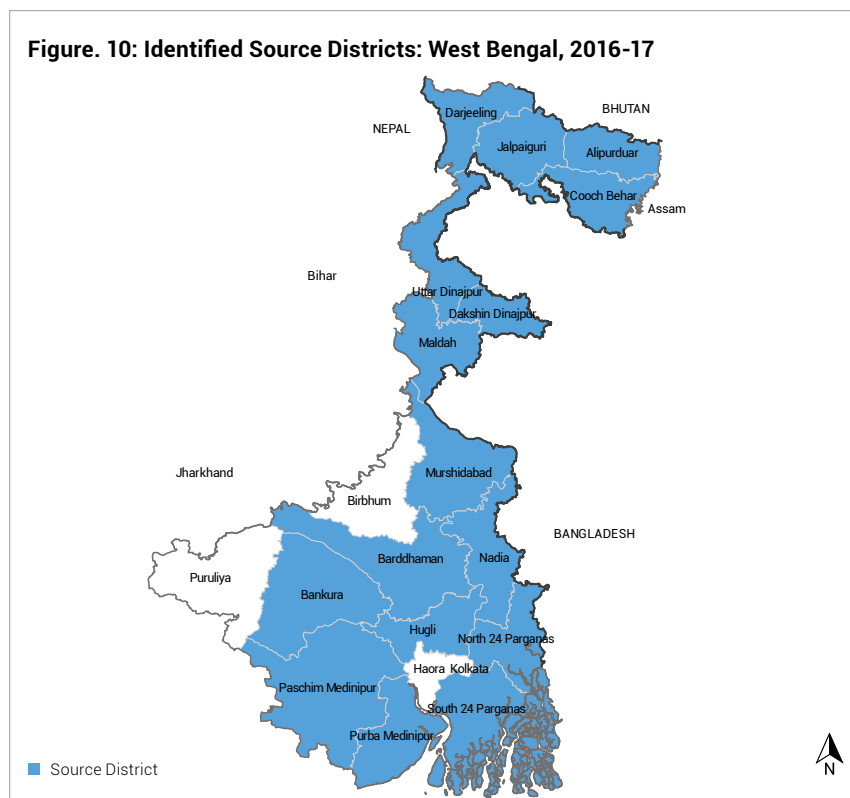 Figure. 10: Identified Source Districts: West Bengal, 2016-17
Darjeeling
BHUTAN
NEPAL
Jalpaiguri
Alipurduar
Cooch Behar
Assam
Bihar
Uttar Dinajpur
Dakshin Dinajpur
Maldah
Jharkhand
Murshidabad
Birbhum
BANGLADESH
Barddhaman
Nadia
Puruliya
Bankura
Hugli
North 24 Parganas
Haora
Kolkata
Paschim Medinipur
South 24 Parganas
Purba Medinipur
Source District
N